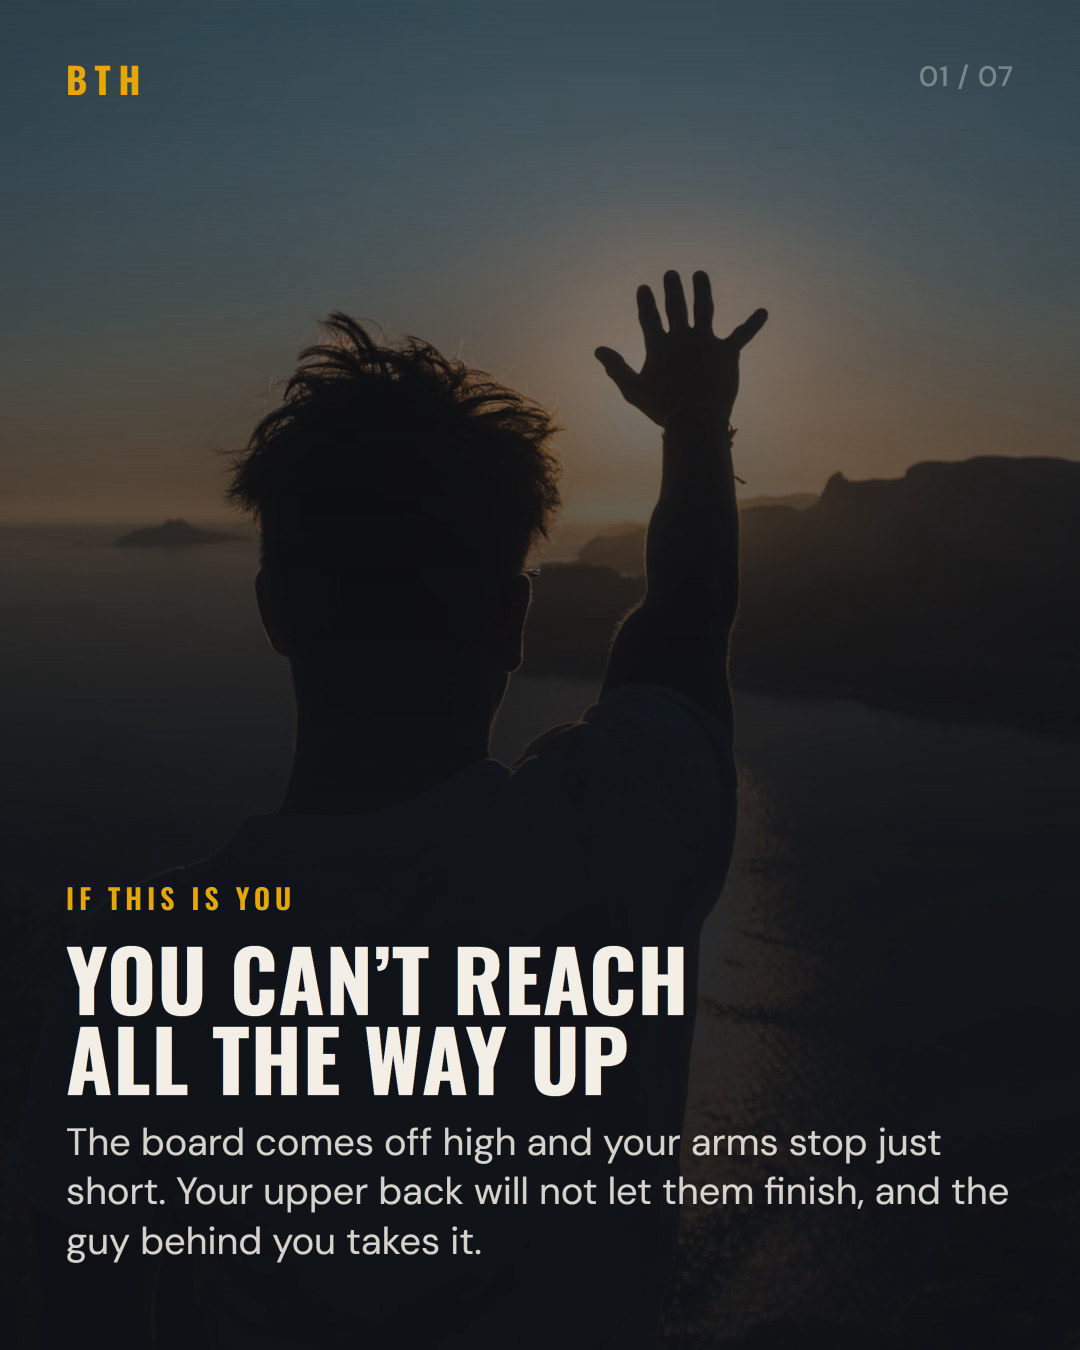 BTH
01 / 07
IF THIS IS YOU
YOU CAN’T REACH
ALL THE WAY UP
The board comes off high and your arms stop just
short. Your upper back will not let them finish, and the
guy behind you takes it.